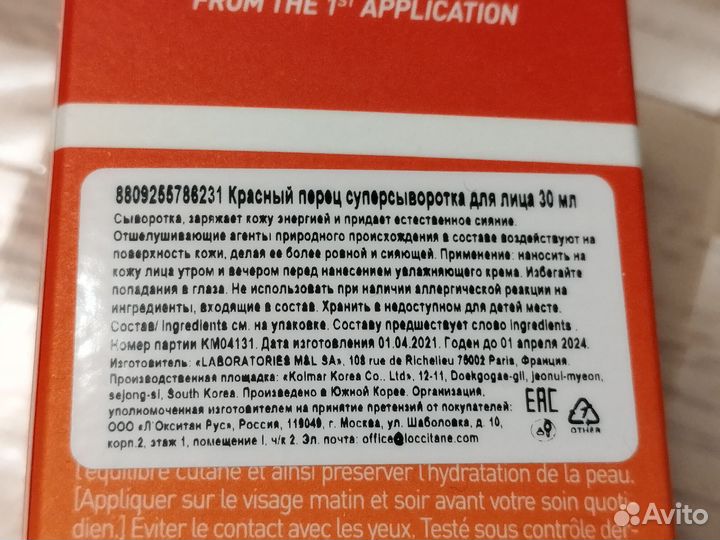 FROM THE 1ST APPLICATION
8809255786231 Красный перец суперсыворотка для лица 30 мл
Сыворотка, заряжает кожу энергией и придает естественное сияние.
Отшелушивающие агенты природного происхождения в составе воздействуют на
поверхность кожи, делая ее более ровной и сияющей. Применение: наносить на
кожу лица утром и вечером перед нанесением увлажняющего крема. Избегайте
попадания в глаза. Не использовать при наличии аллергической реакции на
ингредиенты, входящие в состав. Хранить в недоступном для детей месте.
Состав/ Ingredients см. на упаковке. Составу предшествует слово Ingredients .
Номер партии KM04131. Дата изготовления 01.04.2021. Годен до 01 апреля 2024.
Изготовитель: «LABORATORIES M&L SA», 108 rue de Richelieu 75002 Paris, Франция.
Производственная площадка: «Kolmar Korea Co., Ltd», 12-11, Deokgogae-gil, jeonui-myeon,
sejong-si, South Korea. Произведено в Южной Корее. Организация,
уполномоченная изготовителем на принятие претензий от покупателя:
ООО «Л`Окситан Рус», Россия, 119049, г. Москва, ул. Шаболовка, д. 10,
корп.2, этаж 1, помещение I, ч/к 2. Эл. почта: office@loccitane.com
EAC
7
OTHER
l'équilibre cutané et ainsi préserver l'hydratation de la peau.
[Appliquer sur le visage matin et soir avant votre soin quoti-
dien.] Éviter le contact avec les yeux. Testé sous contrôle der-
Avito